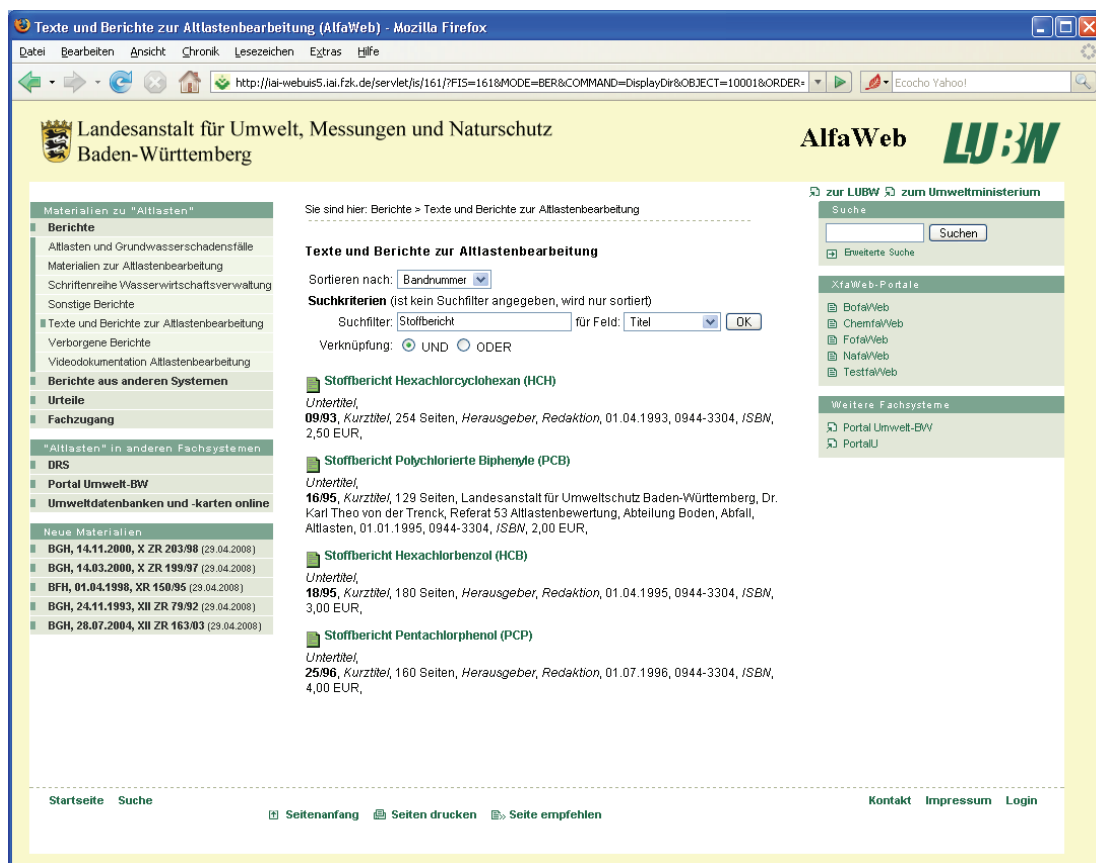 Texte und Berichte zur Altlastenbearbeitung (AlfaWeb) - Mozilla Firefox
Datei Bearbeiten Ansicht Chronik Lesezeichen Extras Hilfe
http://iai-webuis5.iai.fzk.de/servlet/is/161/?FIS=161&MODE=BER&COMMAND=DisplayDir&OBJECT=10001&ORDER= Ecocho Yahoo!
Landesanstalt für Umwelt, Messungen und Naturschutz
Baden-Württemberg
AlfaWeb
LUBW
zur LUBW zum Umweltministerium
Materialien zu "Altlasten"
Berichte
Altlasten und Grundwasserschadensfälle
Materialien zur Altlastenbearbeitung
Schriftenreihe Wasserwirtschaftsverwaltung
Sonstige Berichte
Texte und Berichte zur Altlastenbearbeitung
Verborgene Berichte
Videodokumentation Altlastenbearbeitung
Berichte aus anderen Systemen
Urteile
Fachzugang
"Altlasten" in anderen Fachsystemen
DRS
Portal Umwelt-BW
Umweltdatenbanken und -karten online
Neue Materialien
BGH, 14.11.2000, X ZR 203/98 (29.04.2008)
BGH, 14.03.2000, X ZR 199/97 (29.04.2008)
BFH, 01.04.1998, XR 150/95 (29.04.2008)
BGH, 24.11.1993, XII ZR 79/92 (29.04.2008)
BGH, 28.07.2004, XII ZR 163/03 (29.04.2008)
Sie sind hier: Berichte > Texte und Berichte zur Altlastenbearbeitung
Texte und Berichte zur Altlastenbearbeitung
Sortieren nach: Bandnummer
Suchkriterien (ist kein Suchfilter angegeben, wird nur sortiert)
Suchfilter: Stoffbericht für Feld: Titel OK
Verknüpfung: UND ODER
Stoffbericht Hexachlorcyclohexan (HCH)
Untertitel,
09/93, Kurztitel, 254 Seiten, Herausgeber, Redaktion, 01.04.1993, 0944-3304, ISBN,
2,50 EUR,
Stoffbericht Polychlorierte Biphenyle (PCB)
Untertitel,
16/95, Kurztitel, 129 Seiten, Landesanstalt für Umweltschutz Baden-Württemberg, Dr.
Karl Theo von der Trenck, Referat 53 Altlastenbewertung, Abteilung Boden, Abfall,
Altlasten, 01.01.1995, 0944-3304, ISBN, 2,00 EUR,
Stoffbericht Hexachlorbenzol (HCB)
Untertitel,
18/95, Kurztitel, 180 Seiten, Herausgeber, Redaktion, 01.04.1995, 0944-3304, ISBN,
3,00 EUR,
Stoffbericht Pentachlorphenol (PCP)
Untertitel,
25/96, Kurztitel, 160 Seiten, Herausgeber, Redaktion, 01.07.1996, 0944-3304, ISBN,
4,00 EUR,
Suche
Suchen
Erweiterte Suche
XfaWeb-Portale
BofaWeb
ChemfaWeb
FofaWeb
NafaWeb
TestfaWeb
Weitere Fachsysteme
Portal Umwelt-BW
PortalU
Startseite Suche
Seitenanfang Seiten drucken Seite empfehlen
Kontakt Impressum Login